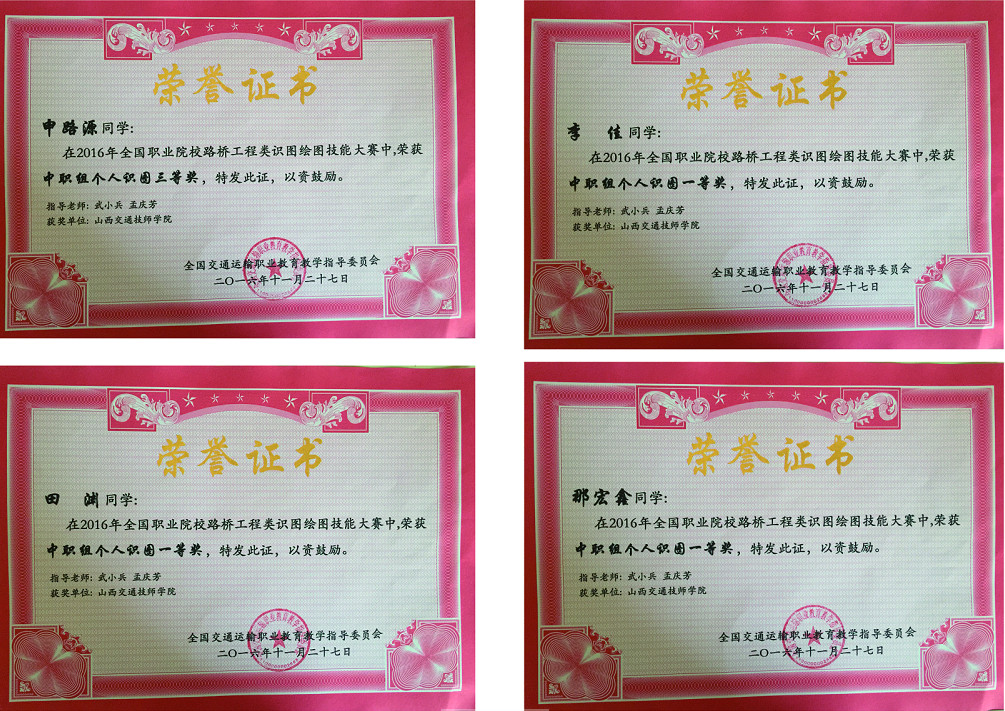 荣誉证书
申路源同学:
在2016年全国职业院校路桥工程类识图绘图技能大赛中,荣获
中职组个人识图三等奖，特发此证，以资鼓励。
指导老师: 武小兵 孟庆芳
获奖单位: 山西交通技师学院
全国交通运输职业教育教学指导委员会
二〇一六年十一月二十七日
荣誉证书
李 佳同学:
在2016年全国职业院校路桥工程类识图绘图技能大赛中,荣获
中职组个人识图一等奖，特发此证，以资鼓励。
指导老师: 武小兵 孟庆芳
获奖单位: 山西交通技师学院
全国交通运输职业教育教学指导委员会
二〇一六年十一月二十七日
荣誉证书
田 渊同学:
在2016年全国职业院校路桥工程类识图绘图技能大赛中,荣获
中职组个人识图一等奖，特发此证，以资鼓励。
指导老师: 武小兵 孟庆芳
获奖单位: 山西交通技师学院
全国交通运输职业教育教学指导委员会
二〇一六年十一月二十七日
荣誉证书
那宏鑫同学:
在2016年全国职业院校路桥工程类识图绘图技能大赛中,荣获
中职组个人识图一等奖，特发此证，以资鼓励。
指导老师: 武小兵 孟庆芳
获奖单位: 山西交通技师学院
全国交通运输职业教育教学指导委员会
二〇一六年十一月二十七日